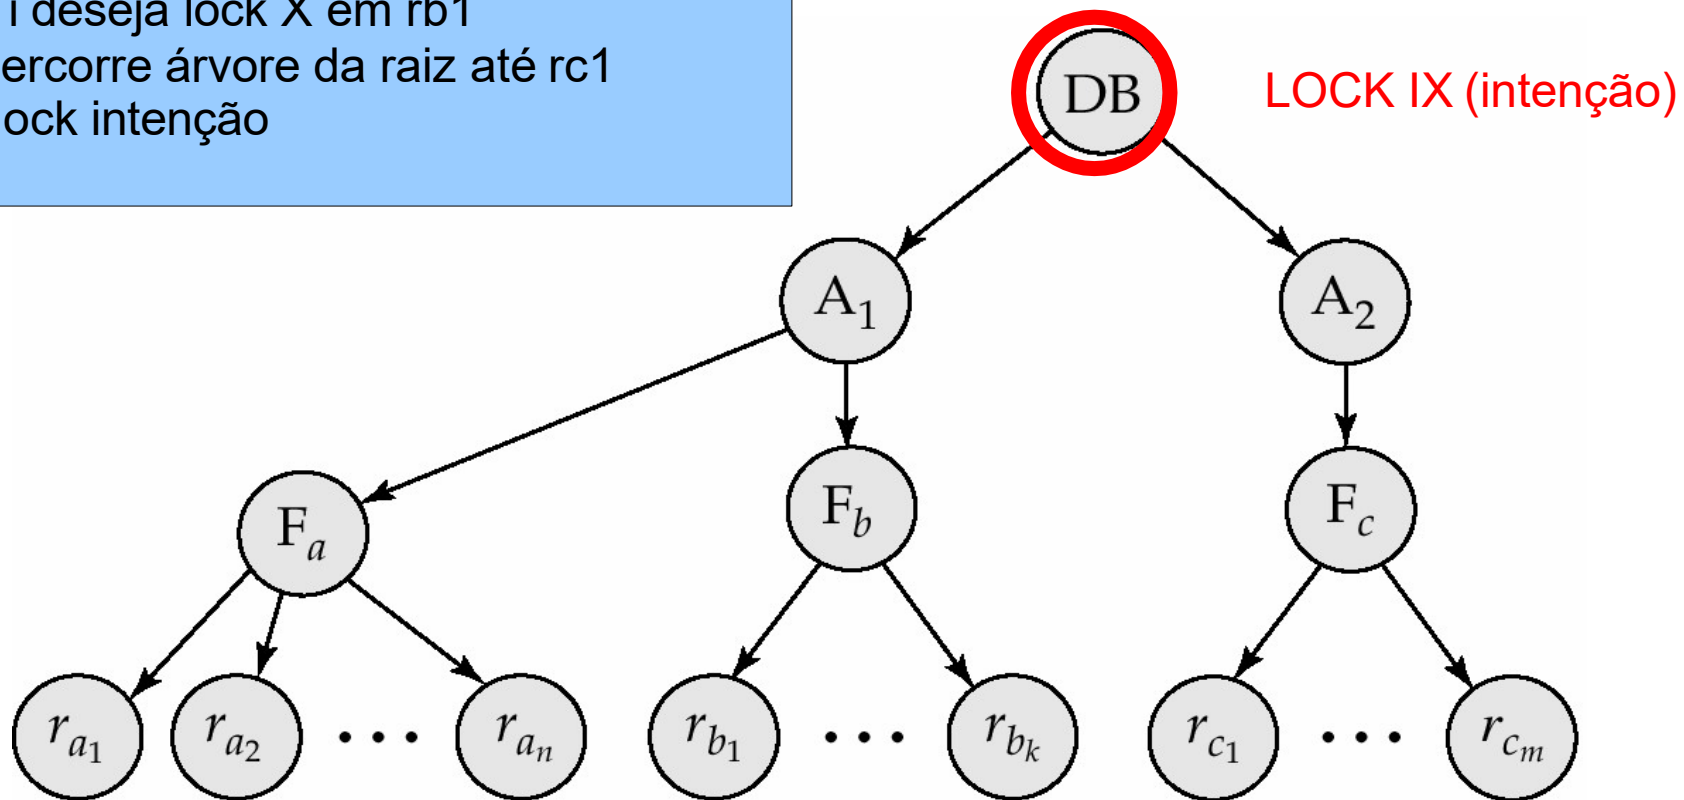 i deseja lock X em rb1
ercorre árvore da raiz até rc1
ock intenção
DB
LOCK IX (intenção)
A1 A2
Fa Fb Fc
ra1 ra2 ... ran rb1 ... rbk rc1 ... rcm